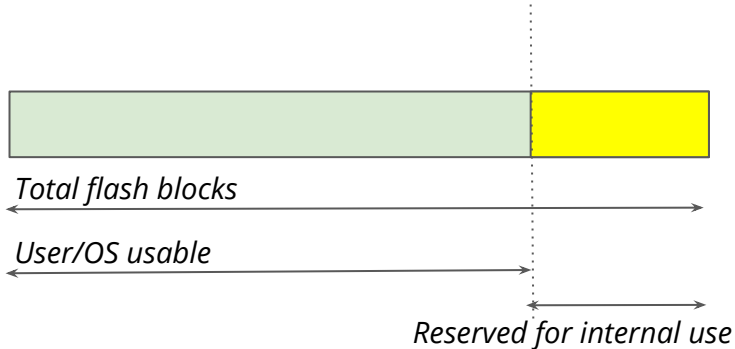 Total flash blocks
User/OS usable
Reserved for internal use